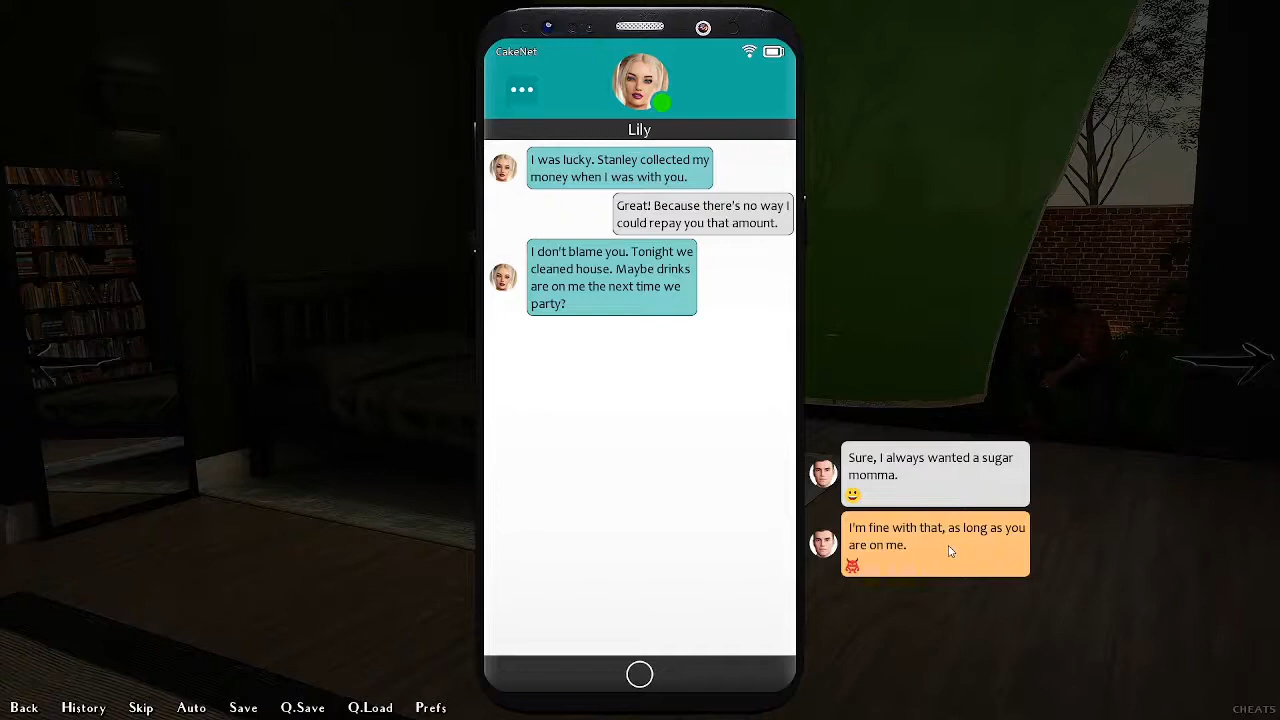 CakeNet
Lily
I was lucky. Stanley collected my
money when I was with you.
Great! Because there's no way I
could repay you that amount.
I don't blame you. Tonight we
cleaned house. Maybe drinks
are on me the next time we
party?
Sure, I always wanted a sugar
momma.
I'm fine with that, as long as you
are on me.
Back History Skip Auto Save Q.Save Q.Load Prefs
CHEATS